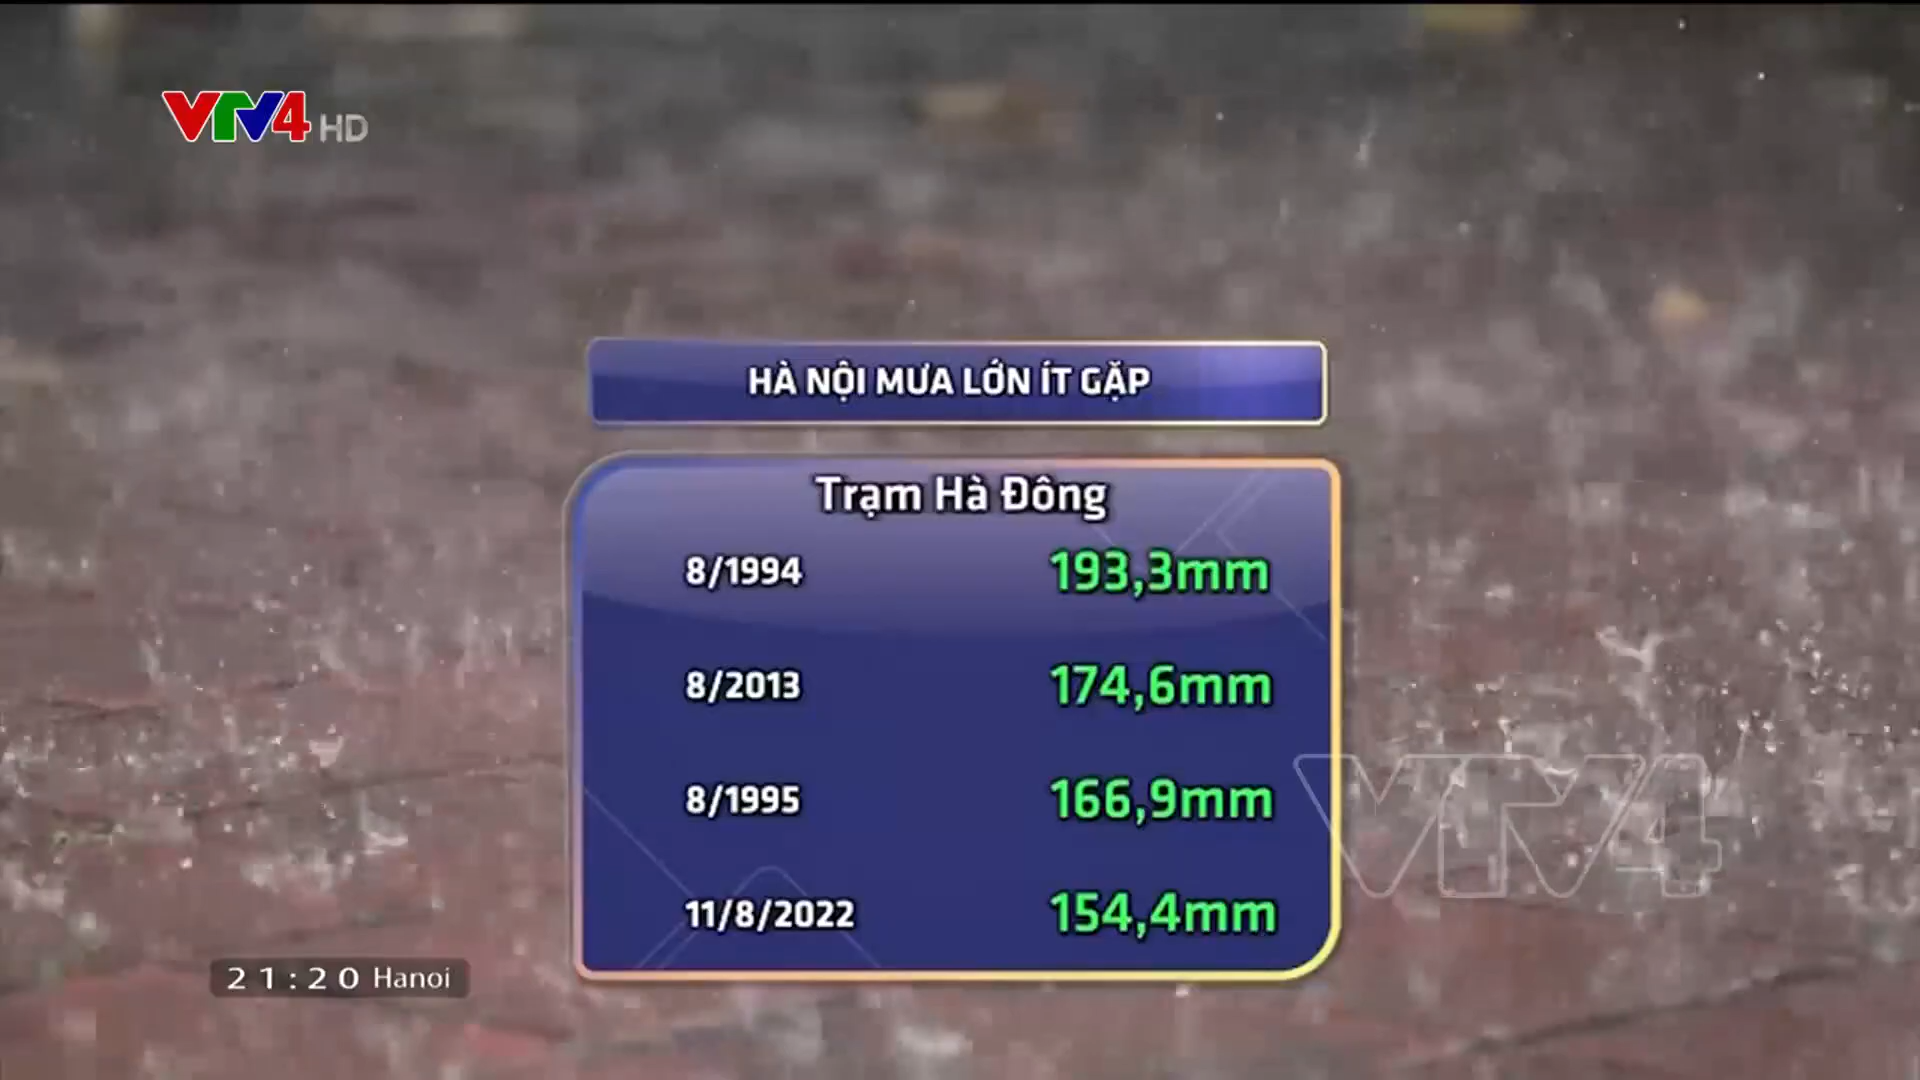 VTV4 HD
HÀ NỘI MƯA LỚN ÍT GẶP
Trạm Hà Đông
8/1994 193,3mm
8/2013 174,6mm
8/1995 166,9mm
11/8/2022 154,4mm
VTV4
21:20 Hanoi